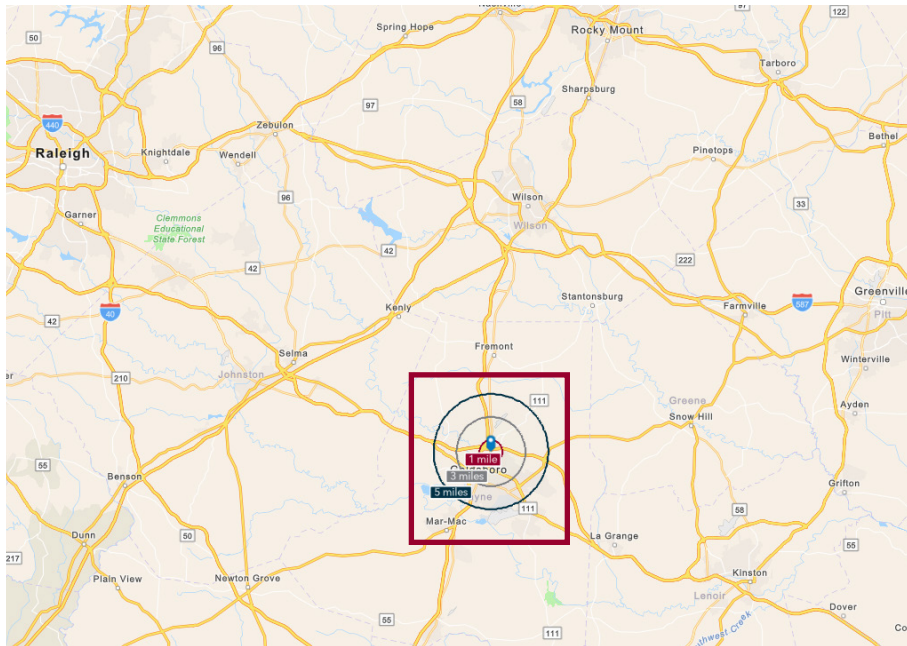 Nashville
97
122
50
Spring Hope
Rocky Mount
96
Tarboro
Sharpsburg
97
58
440
Zebulon
Bethel
Raleigh
Knightdale
Wendell
Pinetops
96
Wilson
Wilson
33
Garner
Clemmons
Educational
State Forest
42
42
222
Stantonsburg
Greenville
587
Pitt
40
Kenly
Farmville
42
Fremont
Selma
Winterville
210
Johnston
Greene
111
Ayden
Snow Hill
1 mile
Goldsboro
55
3 miles
Benson
5 miles
Grifton
111
Mar-Mac
50
La Grange
55
Dunn
217
Plain View
Newton Grove
Kinston
Lenoir
Dover
55
111